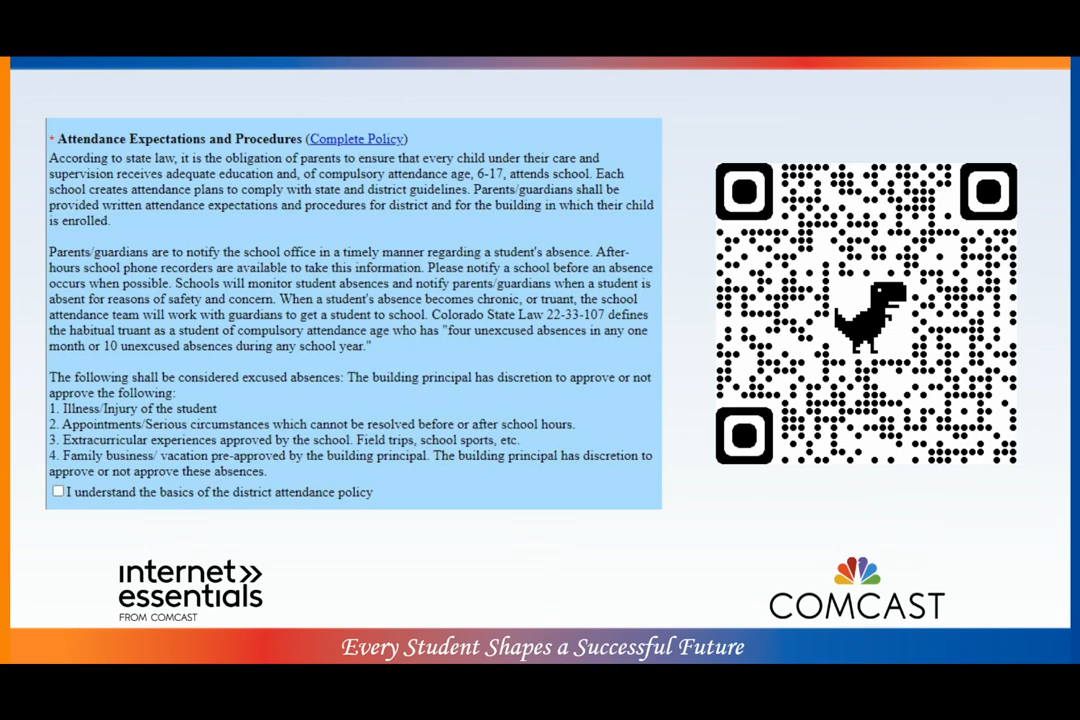 * Attendance Expectations and Procedures (Complete Policy)
According to state law, it is the obligation of parents to ensure that every child under their care and
supervision receives adequate education and, of compulsory attendance age, 6-17, attends school. Each
school creates attendance plans to comply with state and district guidelines. Parents/guardians shall be
provided written attendance expectations and procedures for district and for the building in which their child
is enrolled.
Parents/guardians are to notify the school office in a timely manner regarding a student's absence. After-
hours school phone recorders are available to take this information. Please notify a school before an absence
occurs when possible. Schools will monitor student absences and notify parents/guardians when a student is
absent for reasons of safety and concern. When a student's absence becomes chronic, or truant, the school
attendance team will work with guardians to get a student to school. Colorado State Law 22-33-107 defines
the habitual truant as a student of compulsory attendance age who has "four unexcused absences in any one
month or 10 unexcused absences during any school year."
The following shall be considered excused absences: The building principal has discretion to approve or not
approve the following:
1. Illness/Injury of the student
2. Appointments/Serious circumstances which cannot be resolved before or after school hours.
3. Extracurricular experiences approved by the school. Field trips, school sports, etc.
4. Family business/ vacation pre-approved by the building principal. The building principal has discretion to
approve or not approve these absences.
I understand the basics of the district attendance policy
internet
essentials
FROM COMCAST
COMCAST
Every Student Shapes a Successful Future